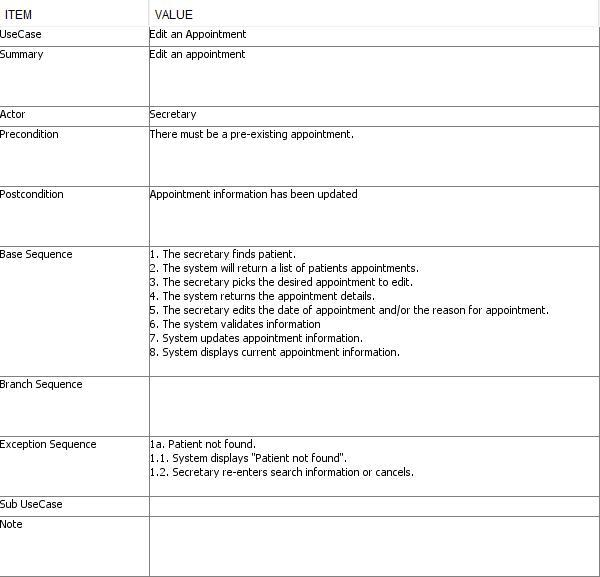 ITEM VALUE
UseCase Edit an Appointment
Summary Edit an appointment
Actor Secretary
Precondition There must be a pre-existing appointment.
Postcondition Appointment information has been updated
Base Sequence 1. The secretary finds patient.
2. The system will return a list of patients appointments.
3. The secretary picks the desired appointment to edit.
4. The system returns the appointment details.
5. The secretary edits the date of appointment and/or the reason for appointment.
6. The system validates information
7. System updates appointment information.
8. System displays current appointment information.
Branch Sequence
Exception Sequence 1a. Patient not found.
1.1. System displays "Patient not found".
1.2. Secretary re-enters search information or cancels.
Sub UseCase
Note